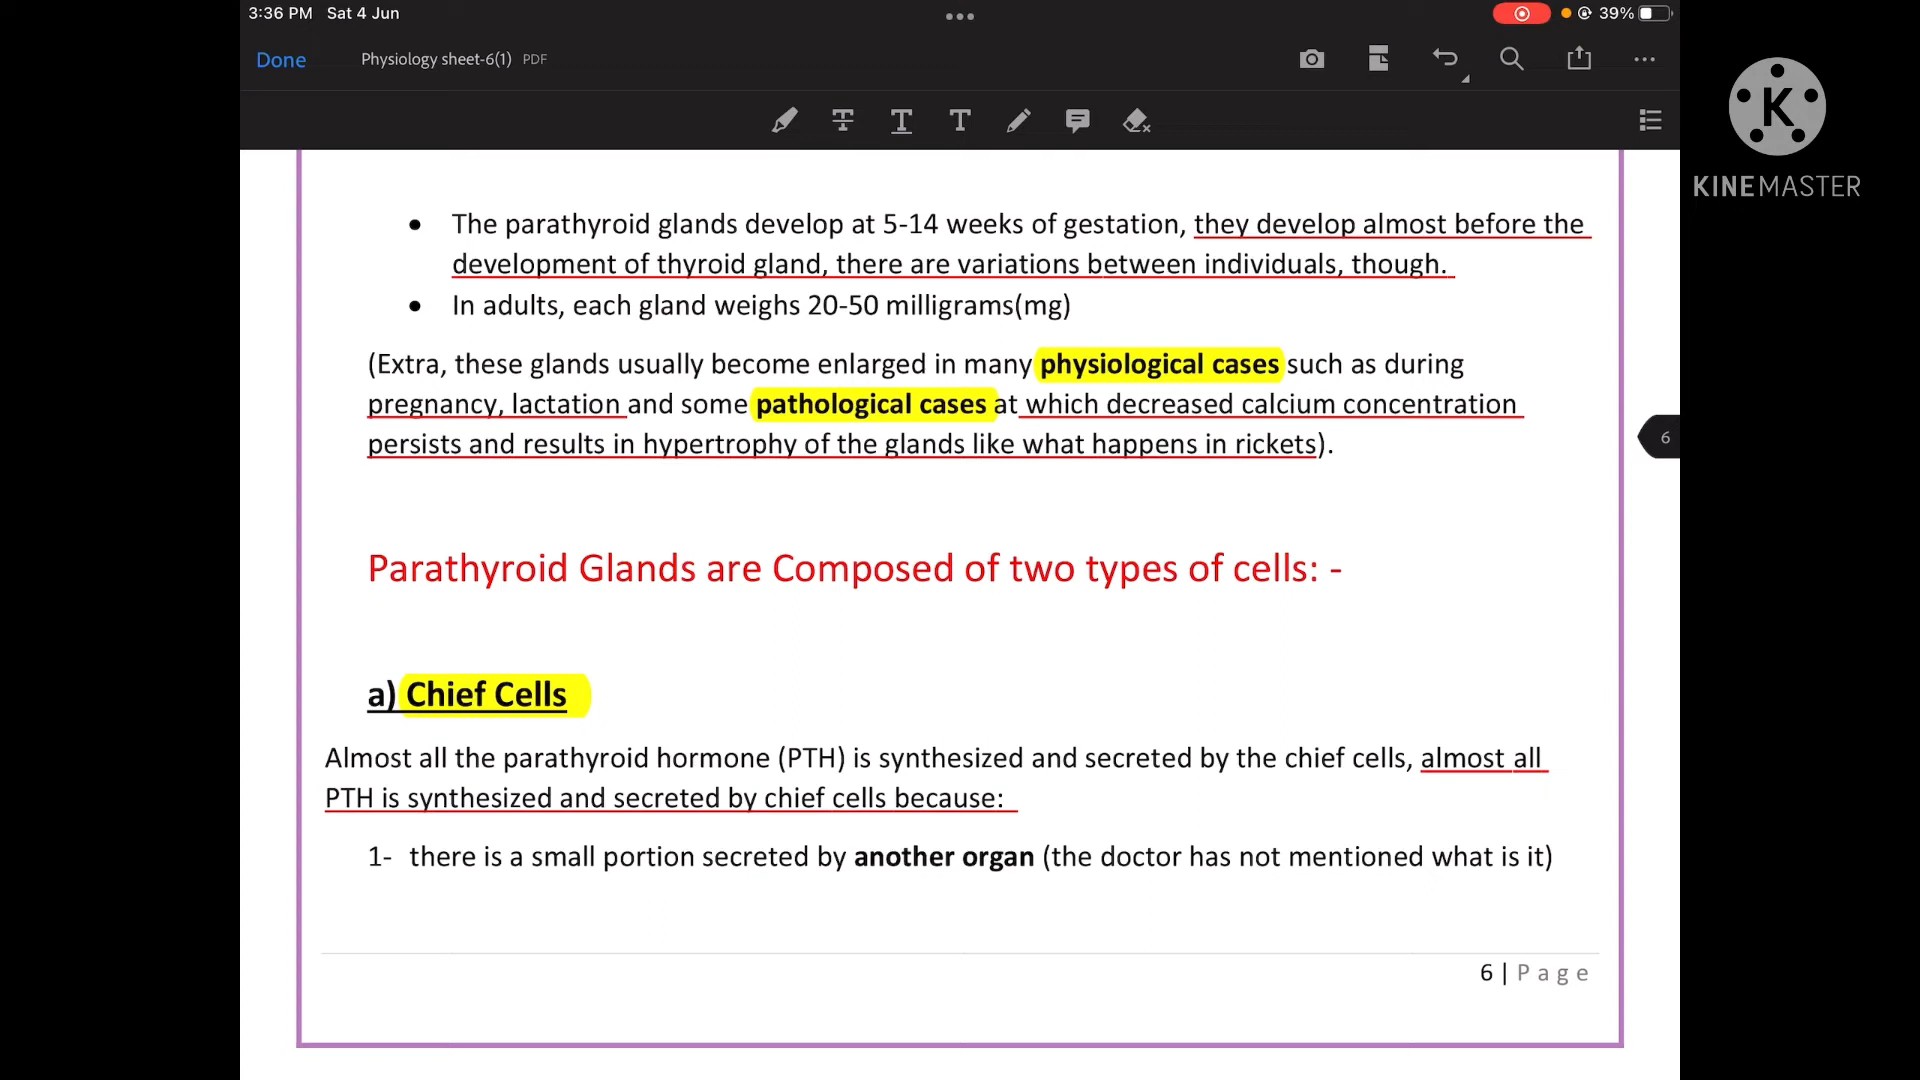 3:36 PM Sat 4 Jun
39%
Done
Physiology sheet-6(1) PDF
K
KINEMASTER
• The parathyroid glands develop at 5-14 weeks of gestation, they develop almost before the
development of thyroid gland, there are variations between individuals, though.
• In adults, each gland weighs 20-50 milligrams(mg)
(Extra, these glands usually become enlarged in many physiological cases such as during
pregnancy, lactation and some pathological cases at which decreased calcium concentration
persists and results in hypertrophy of the glands like what happens in rickets).
6
Parathyroid Glands are Composed of two types of cells: -
a) Chief Cells
Almost all the parathyroid hormone (PTH) is synthesized and secreted by the chief cells, almost all
PTH is synthesized and secreted by chief cells because:
1- there is a small portion secreted by another organ (the doctor has not mentioned what is it)
6 | Page